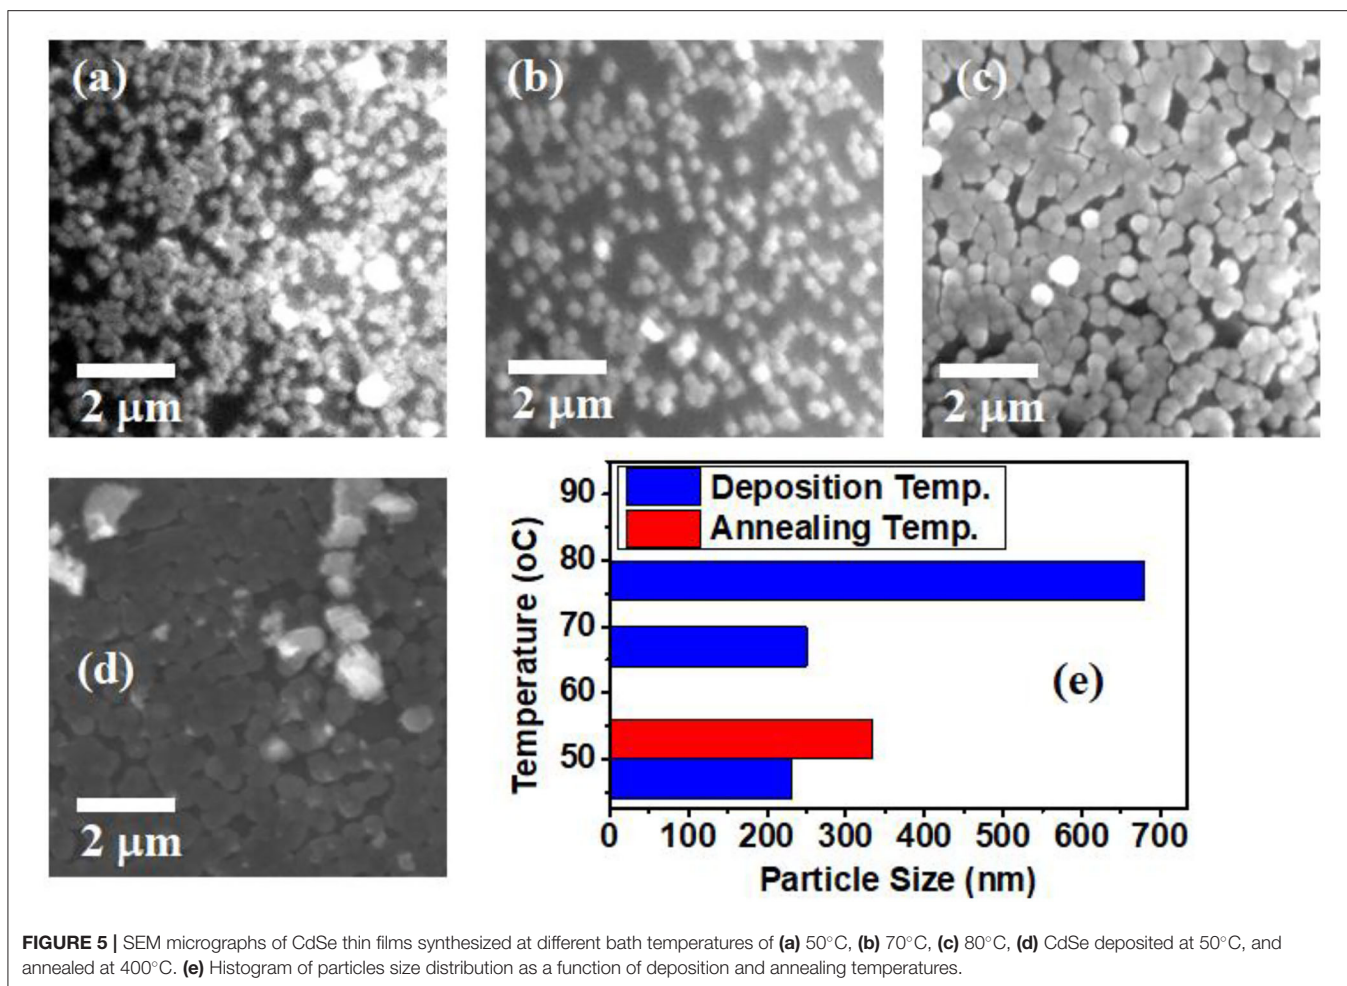 (a)
(b)
(c)
2 μm
2 μm
2 μm
(d)
2 μm
Deposition Temp.
Annealing Temp.
(e)
Temperature (oC)
90
80
70
60
50
0 100 200 300 400 500 600 700
Particle Size (nm)
FIGURE 5 | SEM micrographs of CdSe thin films synthesized at different bath temperatures of (a) 50°C, (b) 70°C, (c) 80°C, (d) CdSe deposited at 50°C, and
annealed at 400°C. (e) Histogram of particles size distribution as a function of deposition and annealing temperatures.